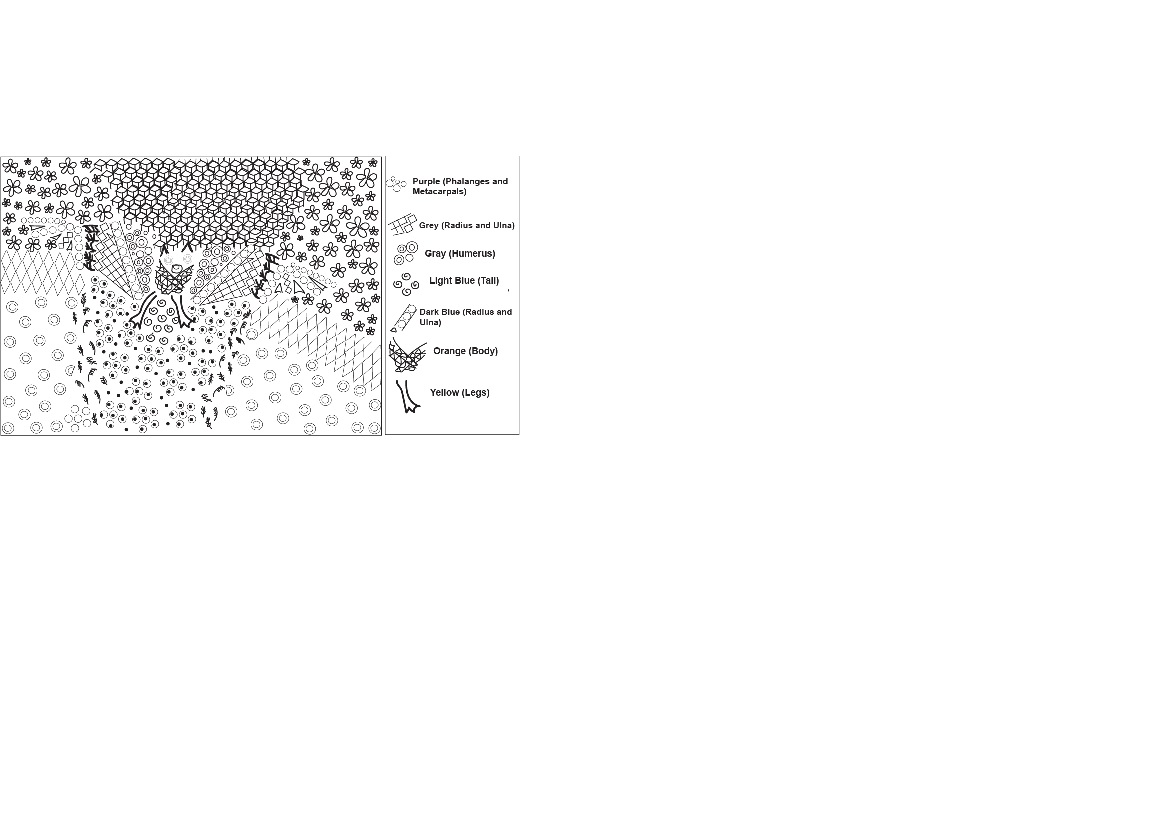 Purple (Phalanges and
Metacarpals)
Grey (Radius and Ulna)
Gray (Humerus)
Light Blue (Tail)
Dark Blue (Radius and
Ulna)
Orange (Body)
Yellow (Legs)